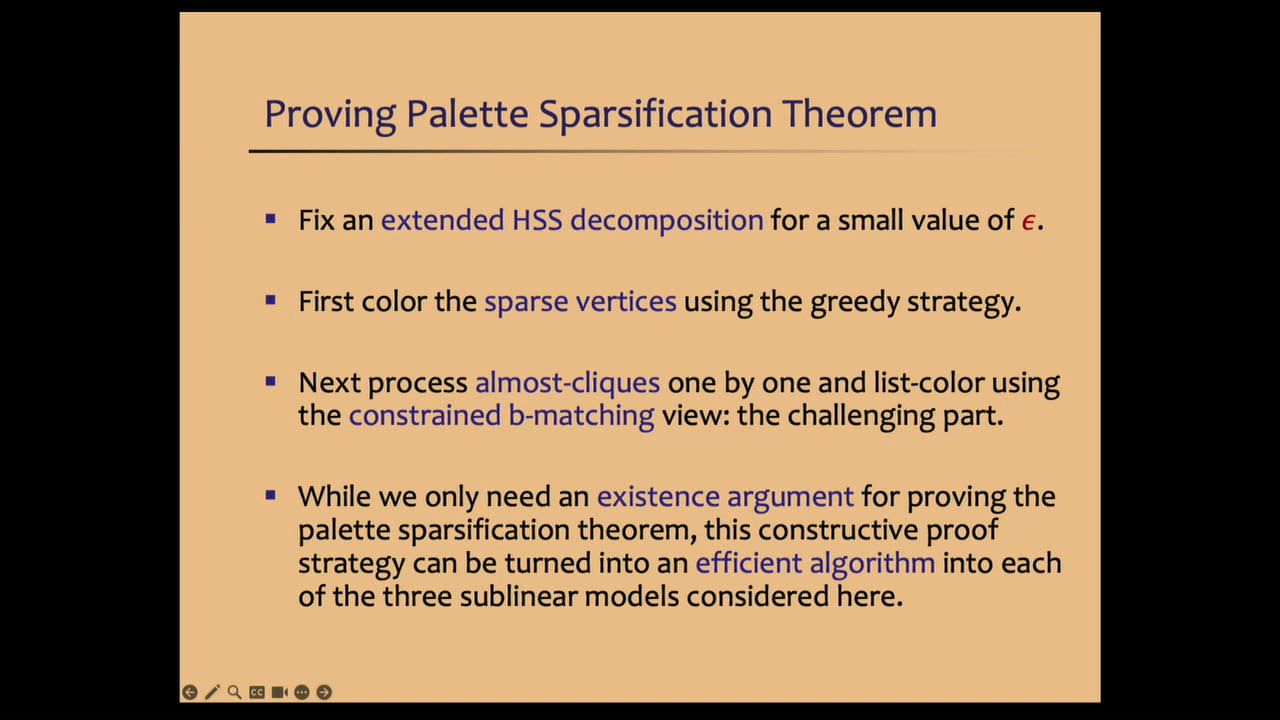 Proving Palette Sparsification Theorem
▪ Fix an extended HSS decomposition for a small value of ϵ.
▪ First color the sparse vertices using the greedy strategy.
▪ Next process almost-cliques one by one and list-color using
the constrained b-matching view: the challenging part.
▪ While we only need an existence argument for proving the
palette sparsification theorem, this constructive proof
strategy can be turned into an efficient algorithm into each
of the three sublinear models considered here.
CC